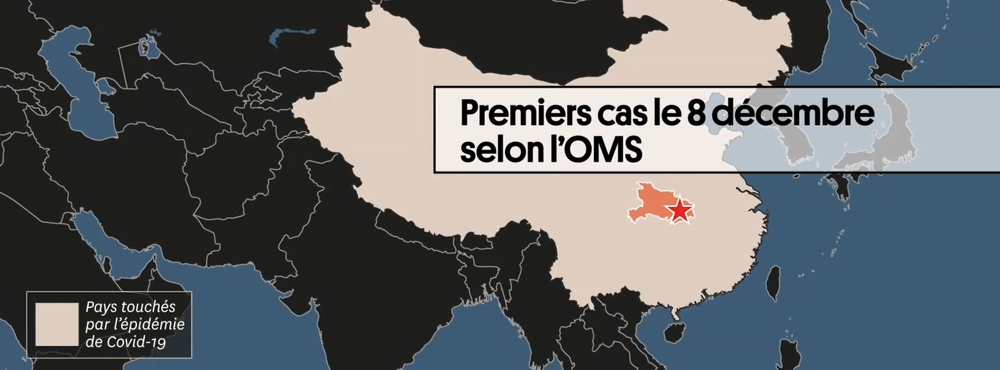 Premiers cas le 8 décembre
selon l’OMS
Pays touchés
par l’épidémie
de Covid-19